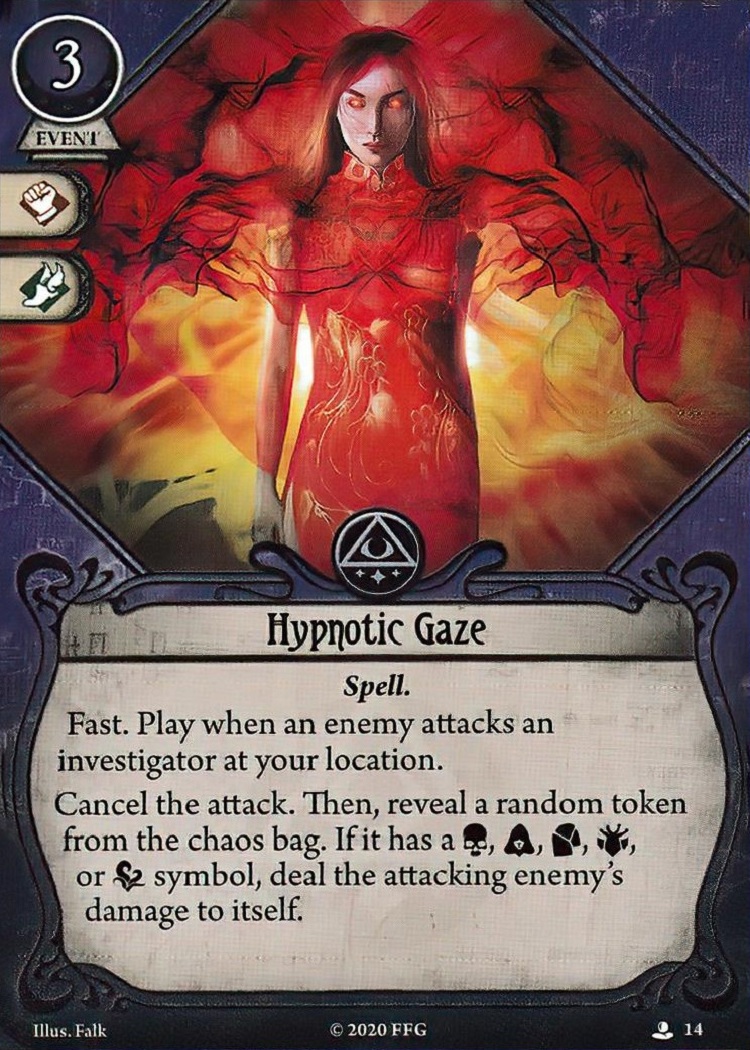 3
EVENT
Hypnotic Gaze
Spell.
Fast. Play when an enemy attacks an
investigator at your location.
Cancel the attack. Then, reveal a random token
from the chaos bag. If it has a , , , ,
or symbol, deal the attacking enemy's
damage to itself.
Illus. Falk
© 2020 FFG
14